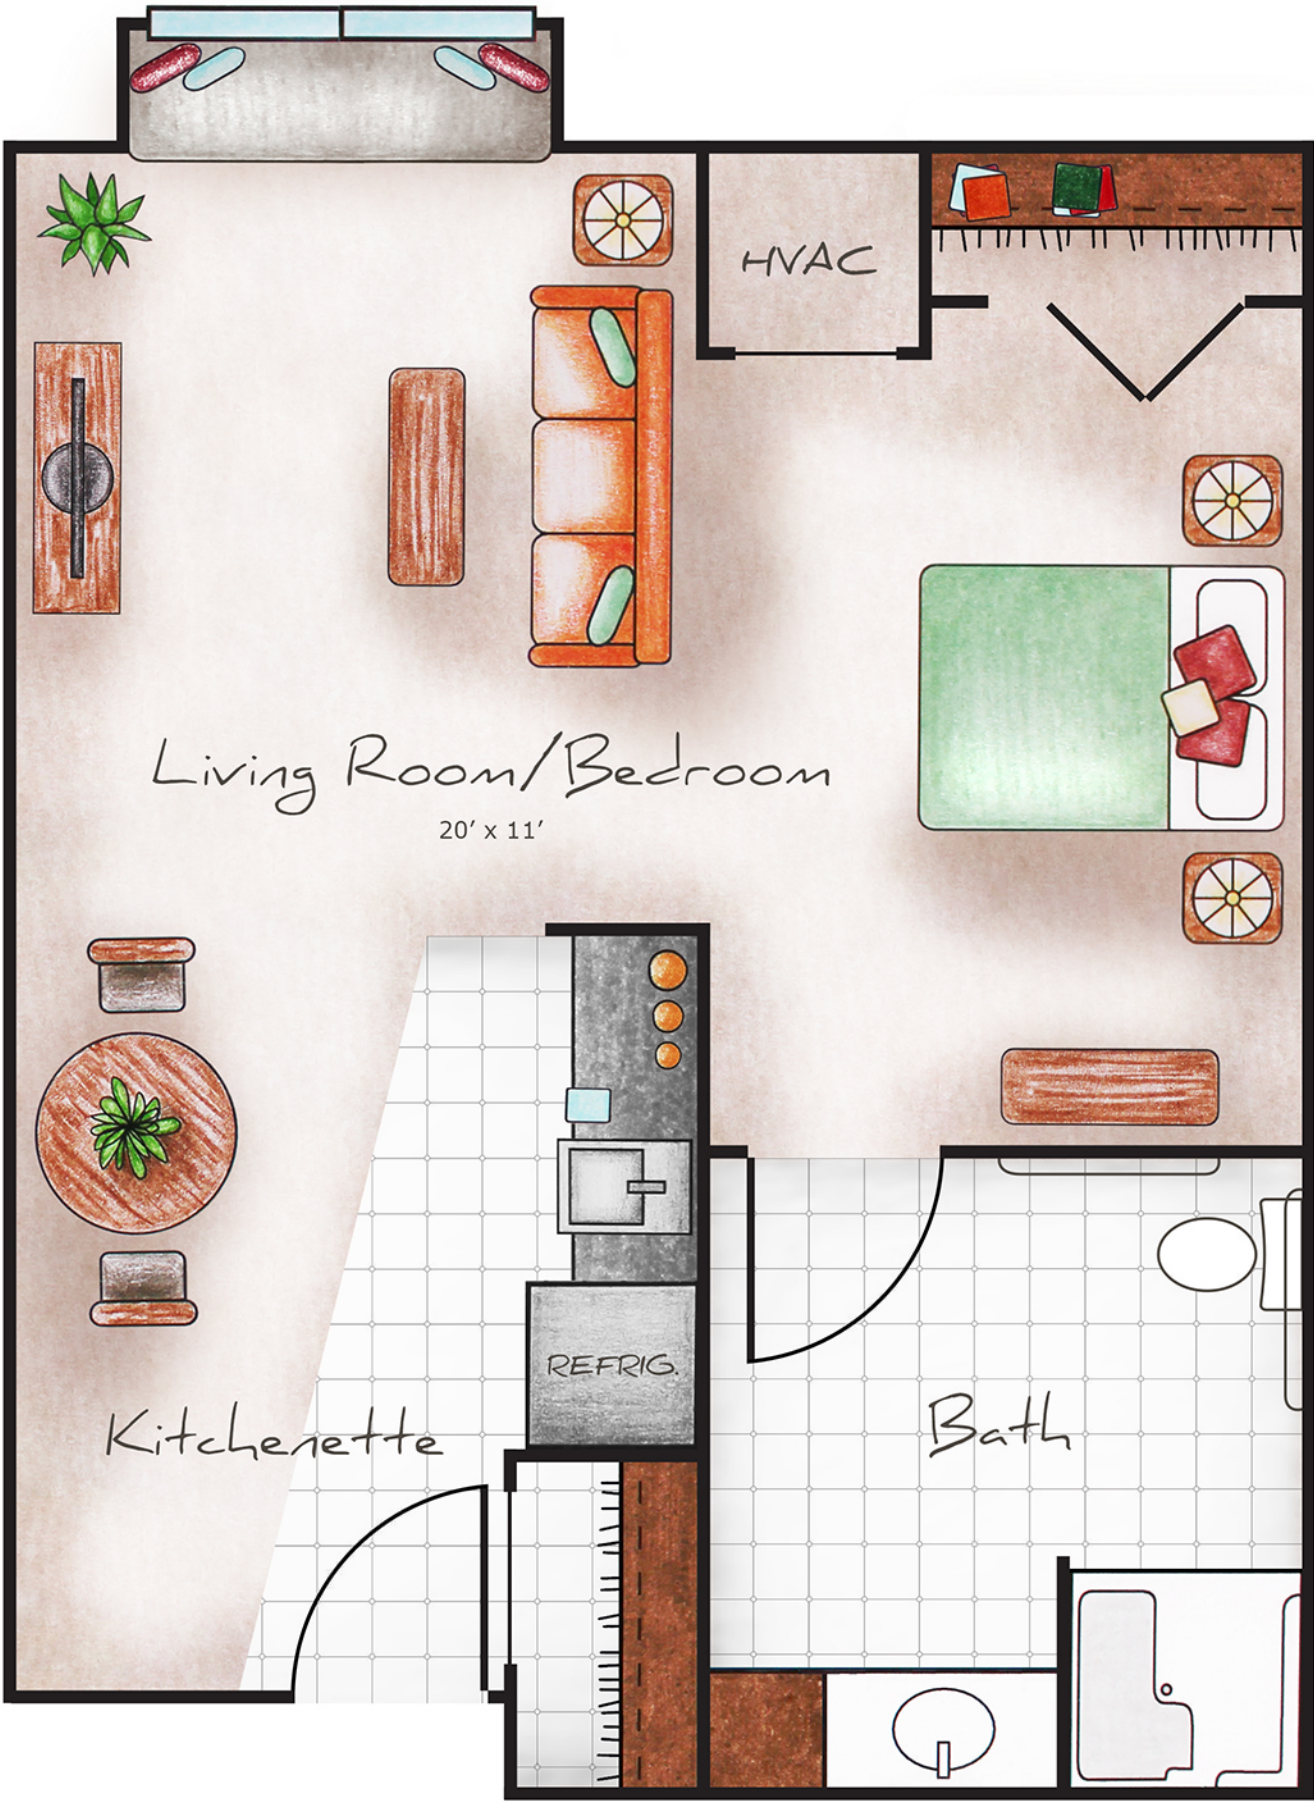 HVAC
Living Room/Bedroom
20’ x 11’
REFRIG.
Kitchenette
Bath